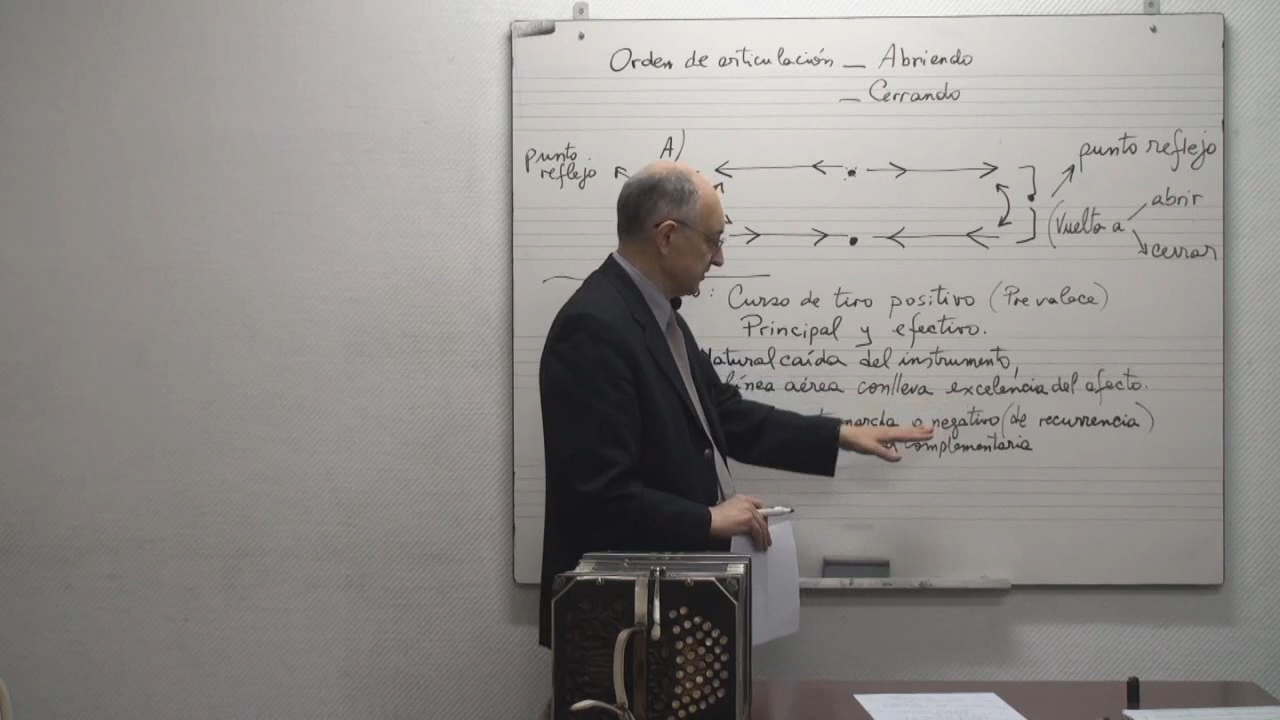 Orden de articulación _ Abriendo
_ Cerrando
A)
punto reflejo
punto reflejo
(Vuelta a abrir
cerrar
: Curso de tiro positivo (Prevalece)
Principal y efectivo.
Natural caída del instrumento,
línea aérea conlleva excelencia del afecto.
marcha o negativo (de recurrencia)
complementaria